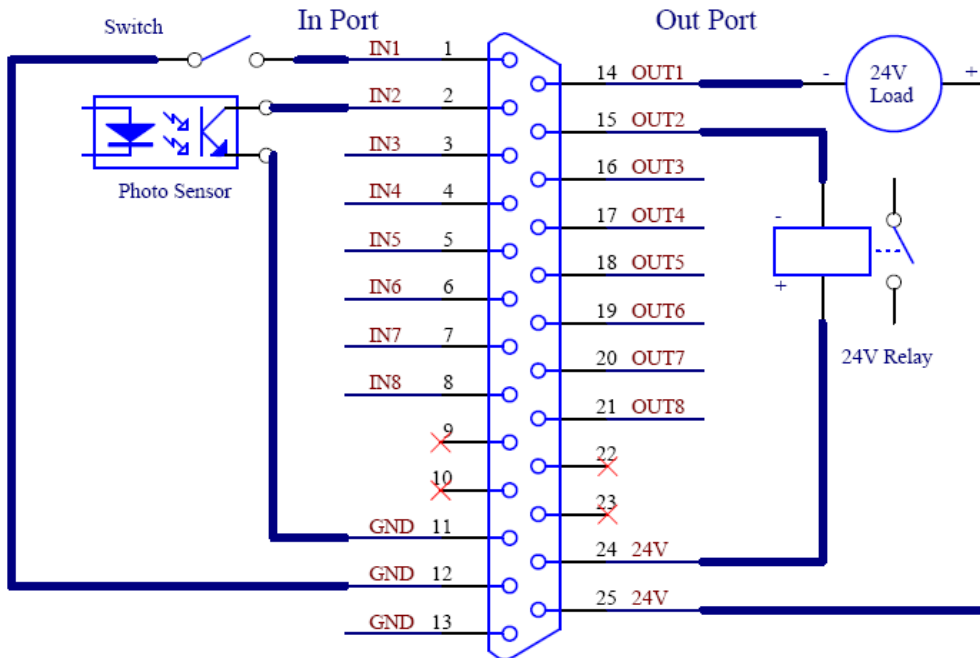 In Port
Out Port
Switch
IN1 1
14 OUT1
- 24V Load +
IN2 2
15 OUT2
Photo Sensor
IN3 3
16 OUT3
IN4 4
17 OUT4
IN5 5
18 OUT5
IN6 6
19 OUT6
IN7 7
20 OUT7
IN8 8
21 OUT8
-
+
24V Relay
9
22
10
23
GND 11
24 24V
GND 12
25 24V
GND 13